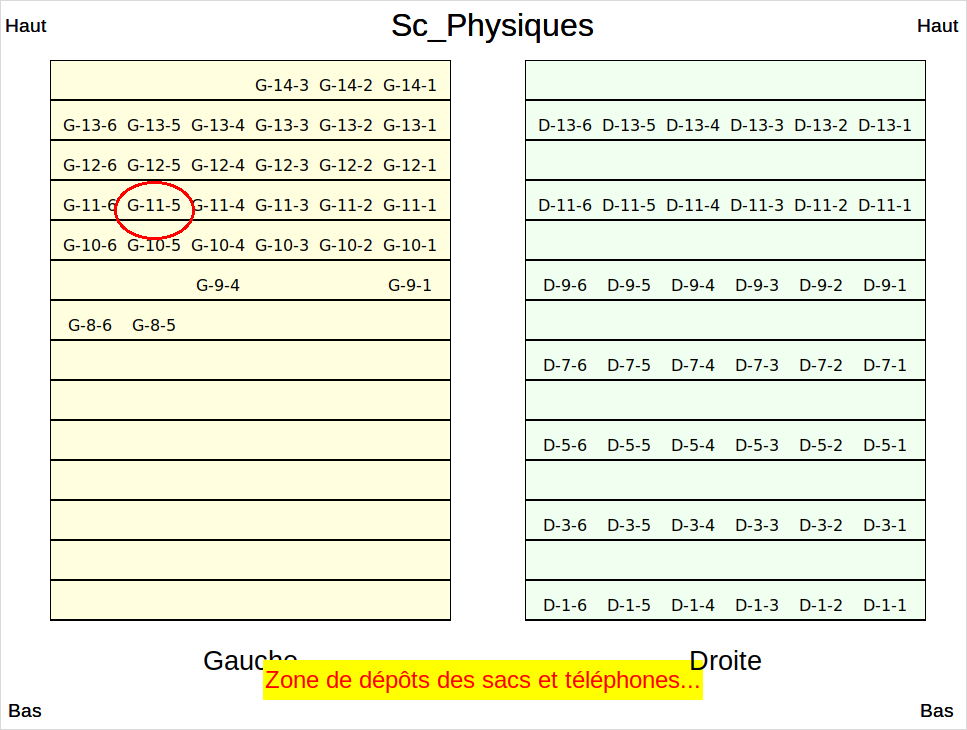 Sc_Physiques
Haut
Haut
G-14-3 G-14-2 G-14-1
G-13-6 G-13-5 G-13-4 G-13-3 G-13-2 G-13-1
G-12-6 G-12-5 G-12-4 G-12-3 G-12-2 G-12-1
G-11-6 G-11-5 G-11-4 G-11-3 G-11-2 G-11-1
G-10-6 G-10-5 G-10-4 G-10-3 G-10-2 G-10-1
G-9-4 G-9-1
G-8-6 G-8-5
D-13-6 D-13-5 D-13-4 D-13-3 D-13-2 D-13-1
D-11-6 D-11-5 D-11-4 D-11-3 D-11-2 D-11-1
D-9-6 D-9-5 D-9-4 D-9-3 D-9-2 D-9-1
D-7-6 D-7-5 D-7-4 D-7-3 D-7-2 D-7-1
D-5-6 D-5-5 D-5-4 D-5-3 D-5-2 D-5-1
D-3-6 D-3-5 D-3-4 D-3-3 D-3-2 D-3-1
D-1-6 D-1-5 D-1-4 D-1-3 D-1-2 D-1-1
Gauche
Droite
Zone de dépôts des sacs et téléphones...
Bas
Bas